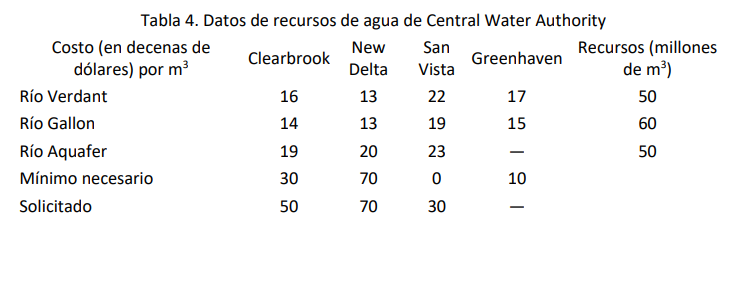 Tabla 4. Datos de recursos de agua de Central Water Authority
Costo (en decenas de dólares) por m³ Clearbrook New Delta San Vista Greenhaven Recursos (millones de m³)
Río Verdant 16 13 22 17 50
Río Gallon 14 13 19 15 60
Río Aquafer 19 20 23 — 50
Mínimo necesario 30 70 0 10
Solicitado 50 70 30 —